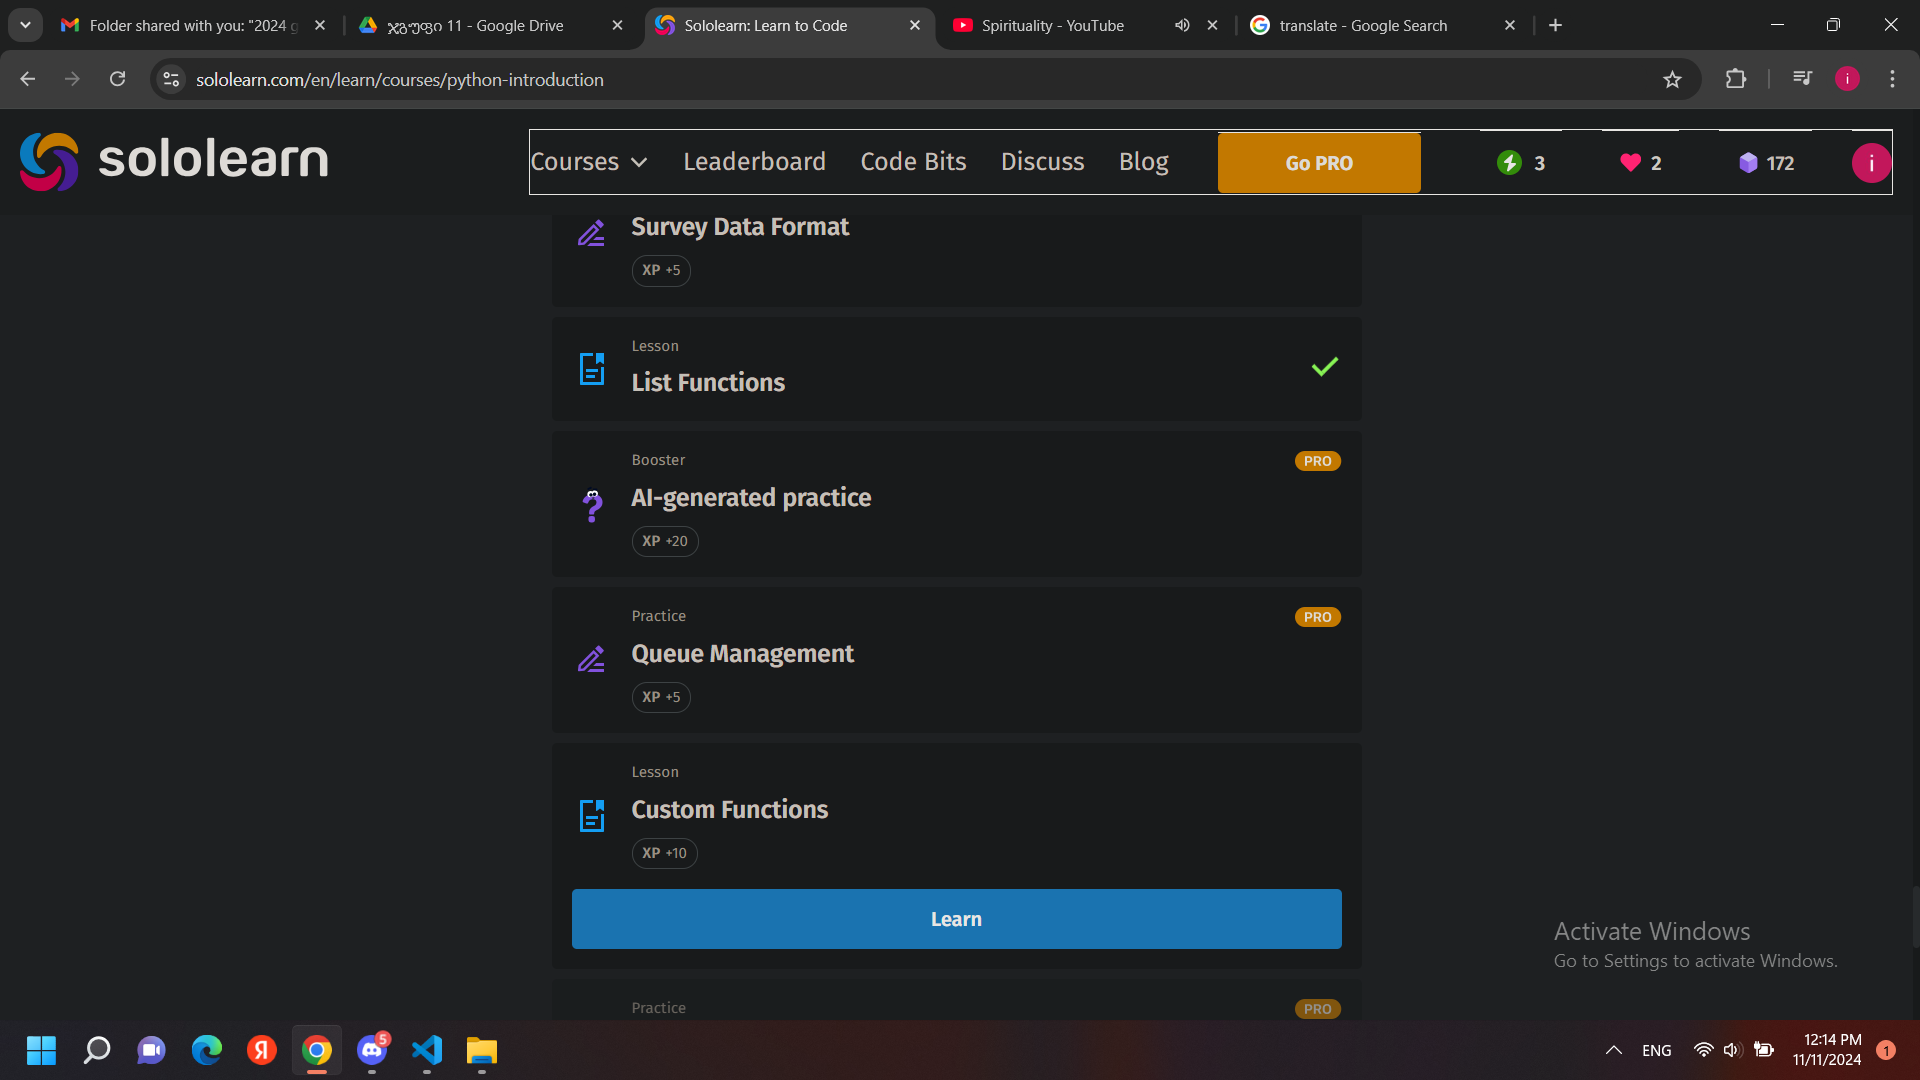 Folder shared with you: "2024 g
ჯგუფი 11 - Google Drive
Sololearn: Learn to Code
Spirituality - YouTube
translate - Google Search
sololearn.com/en/learn/courses/python-introduction
i
sololearn
Courses
Leaderboard
Code Bits
Discuss
Blog
Go PRO
3
2
172
i
Survey Data Format
XP +5
Lesson
List Functions
Booster
PRO
AI-generated practice
XP +20
Practice
PRO
Queue Management
XP +5
Lesson
Custom Functions
XP +10
Learn
Activate Windows
Go to Settings to activate Windows.
Practice
PRO
Я
5
ENG
12:14 PM
11/11/2024
1